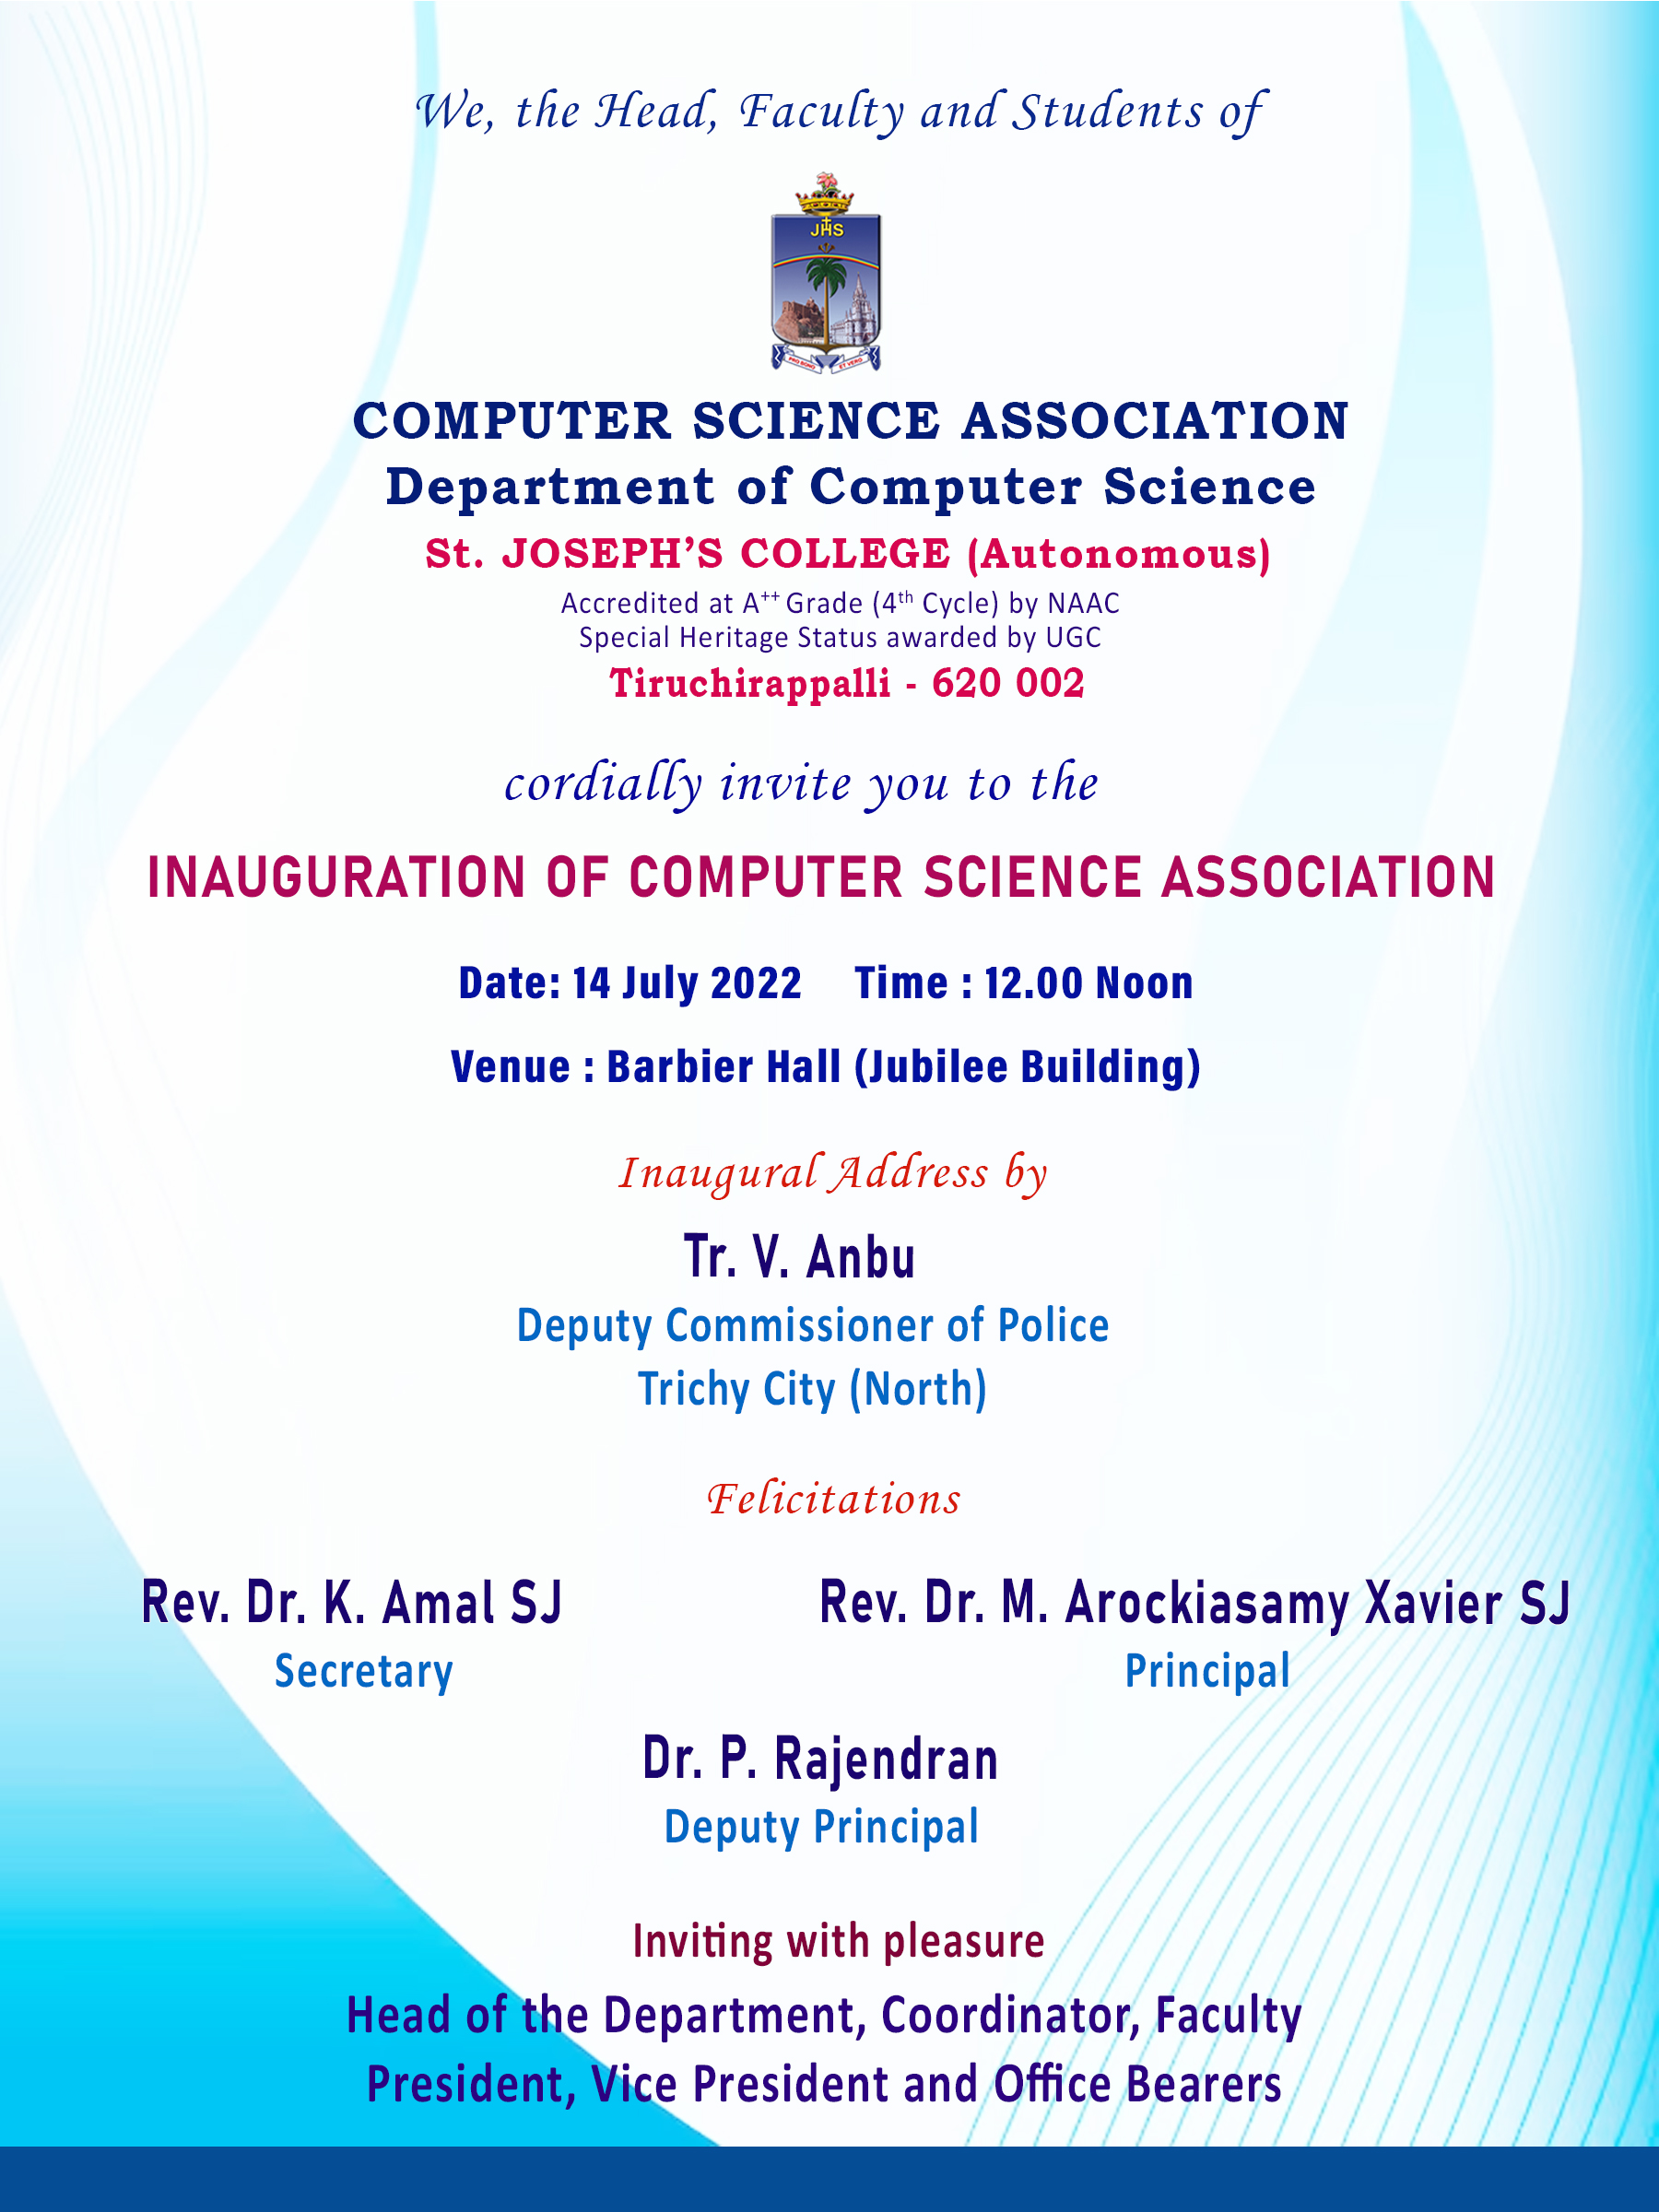 We, the Head, Faculty and Students of
JHS
PRO BONO ET VERO
COMPUTER SCIENCE ASSOCIATION
Department of Computer Science
St. JOSEPH’S COLLEGE (Autonomous)
Accredited at A⁺⁺ Grade (4ᵗʰ Cycle) by NAAC
Special Heritage Status awarded by UGC
Tiruchirappalli - 620 002
cordially invite you to the
INAUGURATION OF COMPUTER SCIENCE ASSOCIATION
Date: 14 July 2022 Time : 12.00 Noon
Venue : Barbier Hall (Jubilee Building)
Inaugural Address by
Tr. V. Anbu
Deputy Commissioner of Police
Trichy City (North)
Felicitations
Rev. Dr. K. Amal SJ
Secretary
Rev. Dr. M. Arockiasamy Xavier SJ
Principal
Dr. P. Rajendran
Deputy Principal
Inviting with pleasure
Head of the Department, Coordinator, Faculty
President, Vice President and Office Bearers